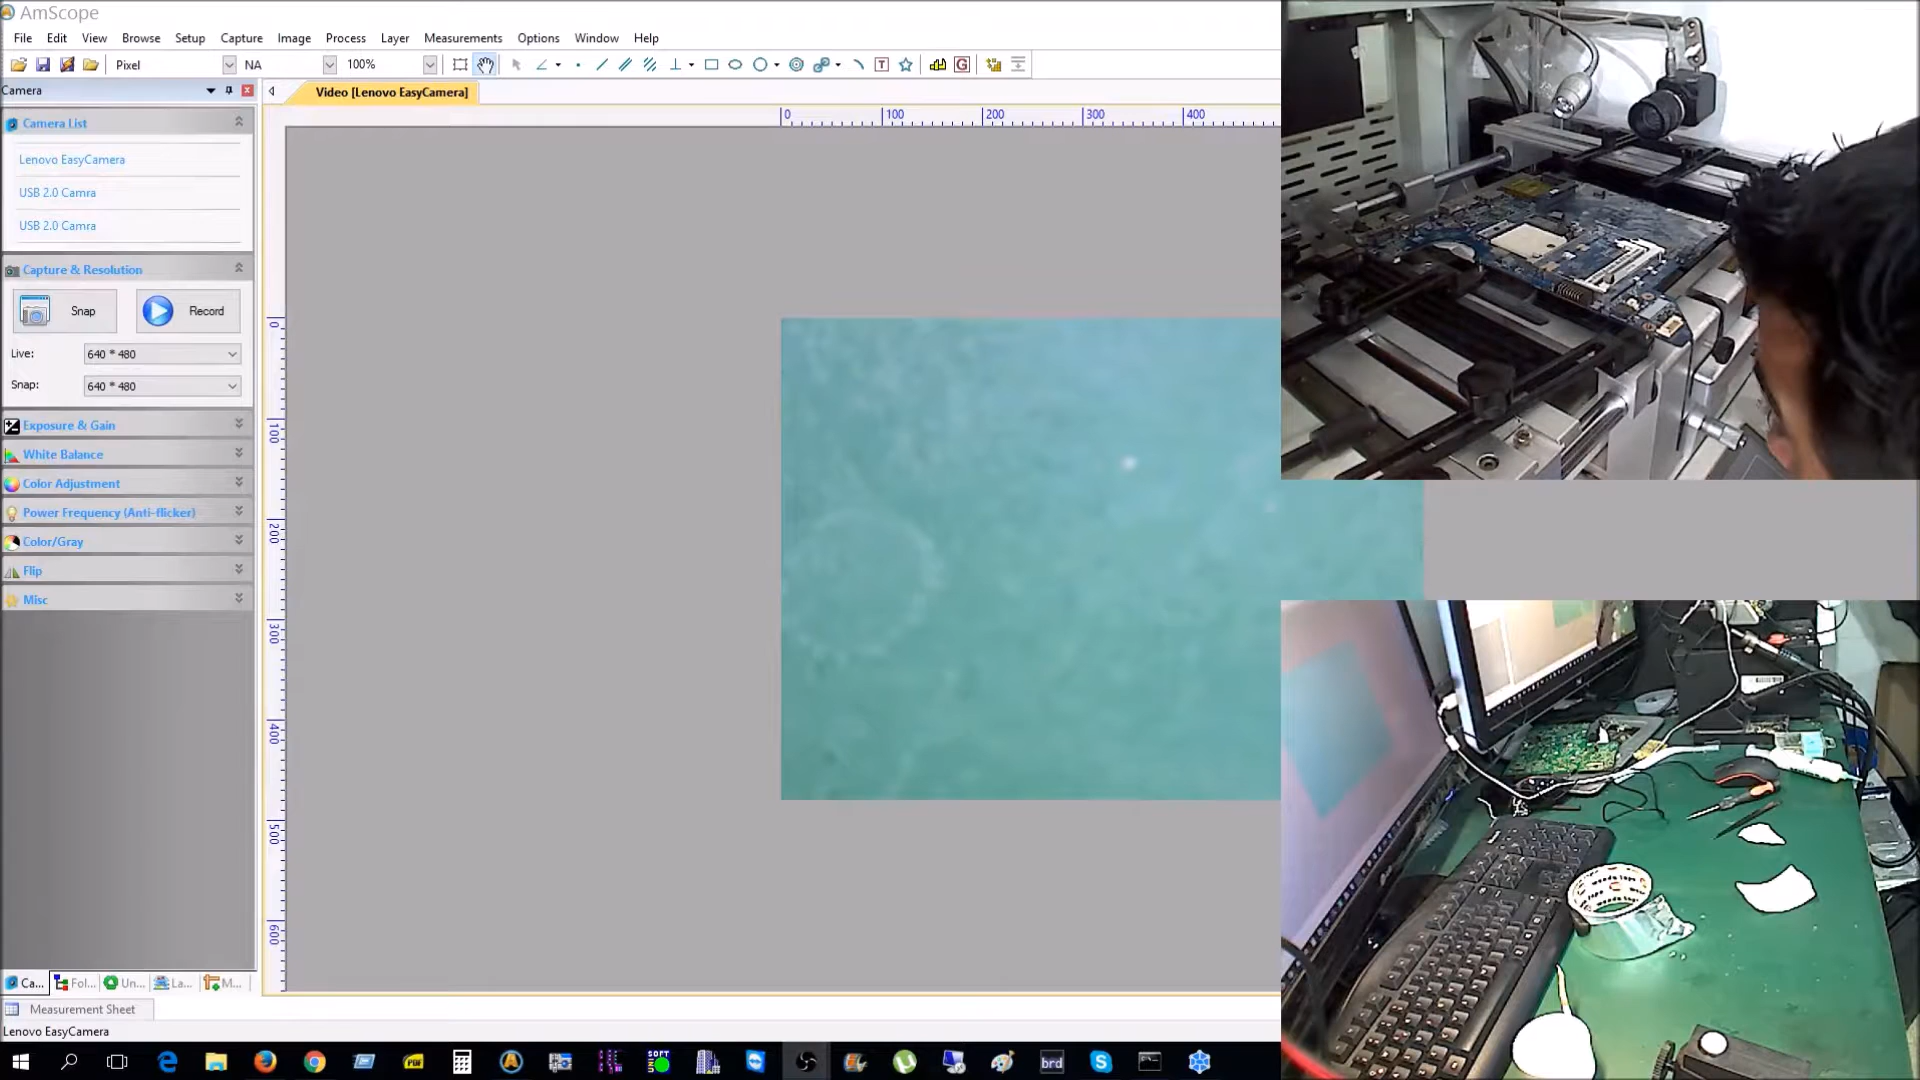 AmScope
File Edit View Browse Setup Capture Image Process Layer Measurements Options Window Help
Pixel NA 100%
Camera
Video [Lenovo EasyCamera]
0 100 200 300 400
Camera List
Lenovo EasyCamera
USB 2.0 Camra
USB 2.0 Camra
Capture & Resolution
Snap Record
Live: 640 * 480
Snap: 640 * 480
Exposure & Gain
White Balance
Color Adjustment
Power Frequency (Anti-flicker)
Color/Gray
Flip
Misc
0
100
200
300
400
500
600
Ca... Fol... Un... La... M...
Measurement Sheet
Lenovo EasyCamera
PDF SOFT brd